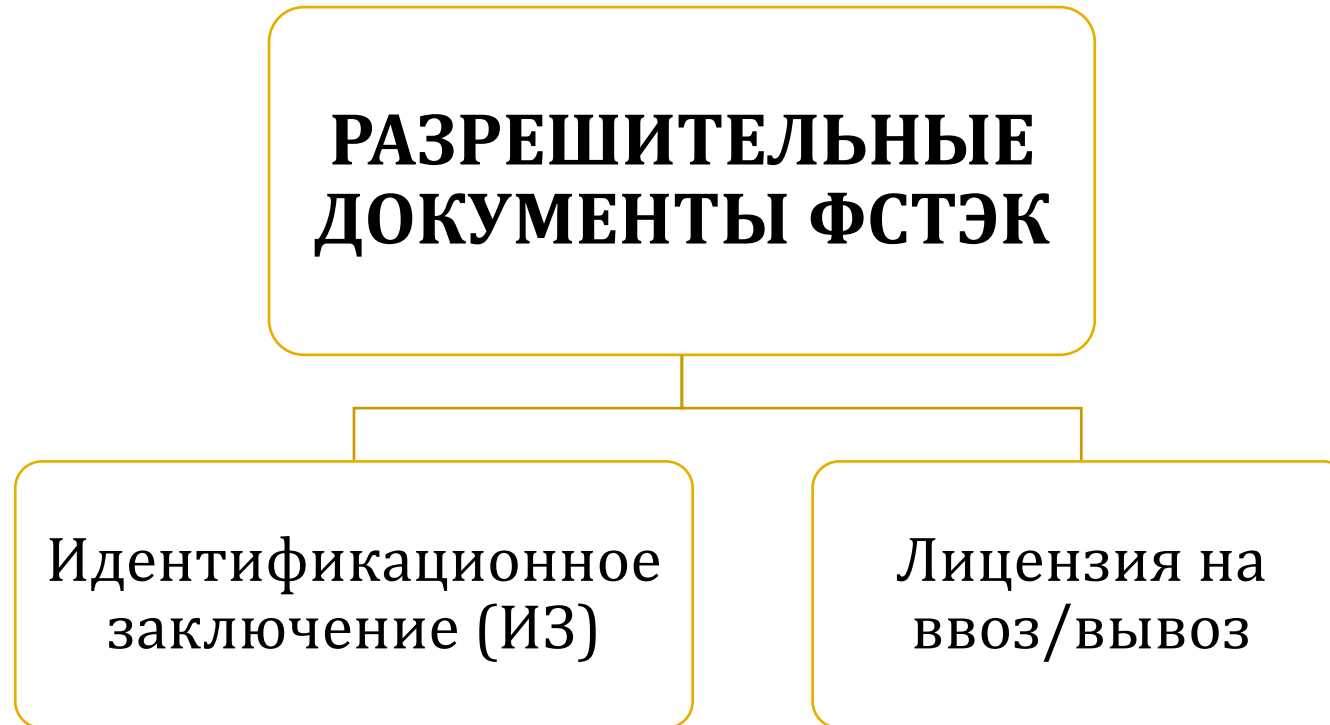 РАЗРЕШИТЕЛЬНЫЕ
ДОКУМЕНТЫ ФСТЭК
Идентификационное
заключение (ИЗ)
Лицензия на
ввоз/вывоз